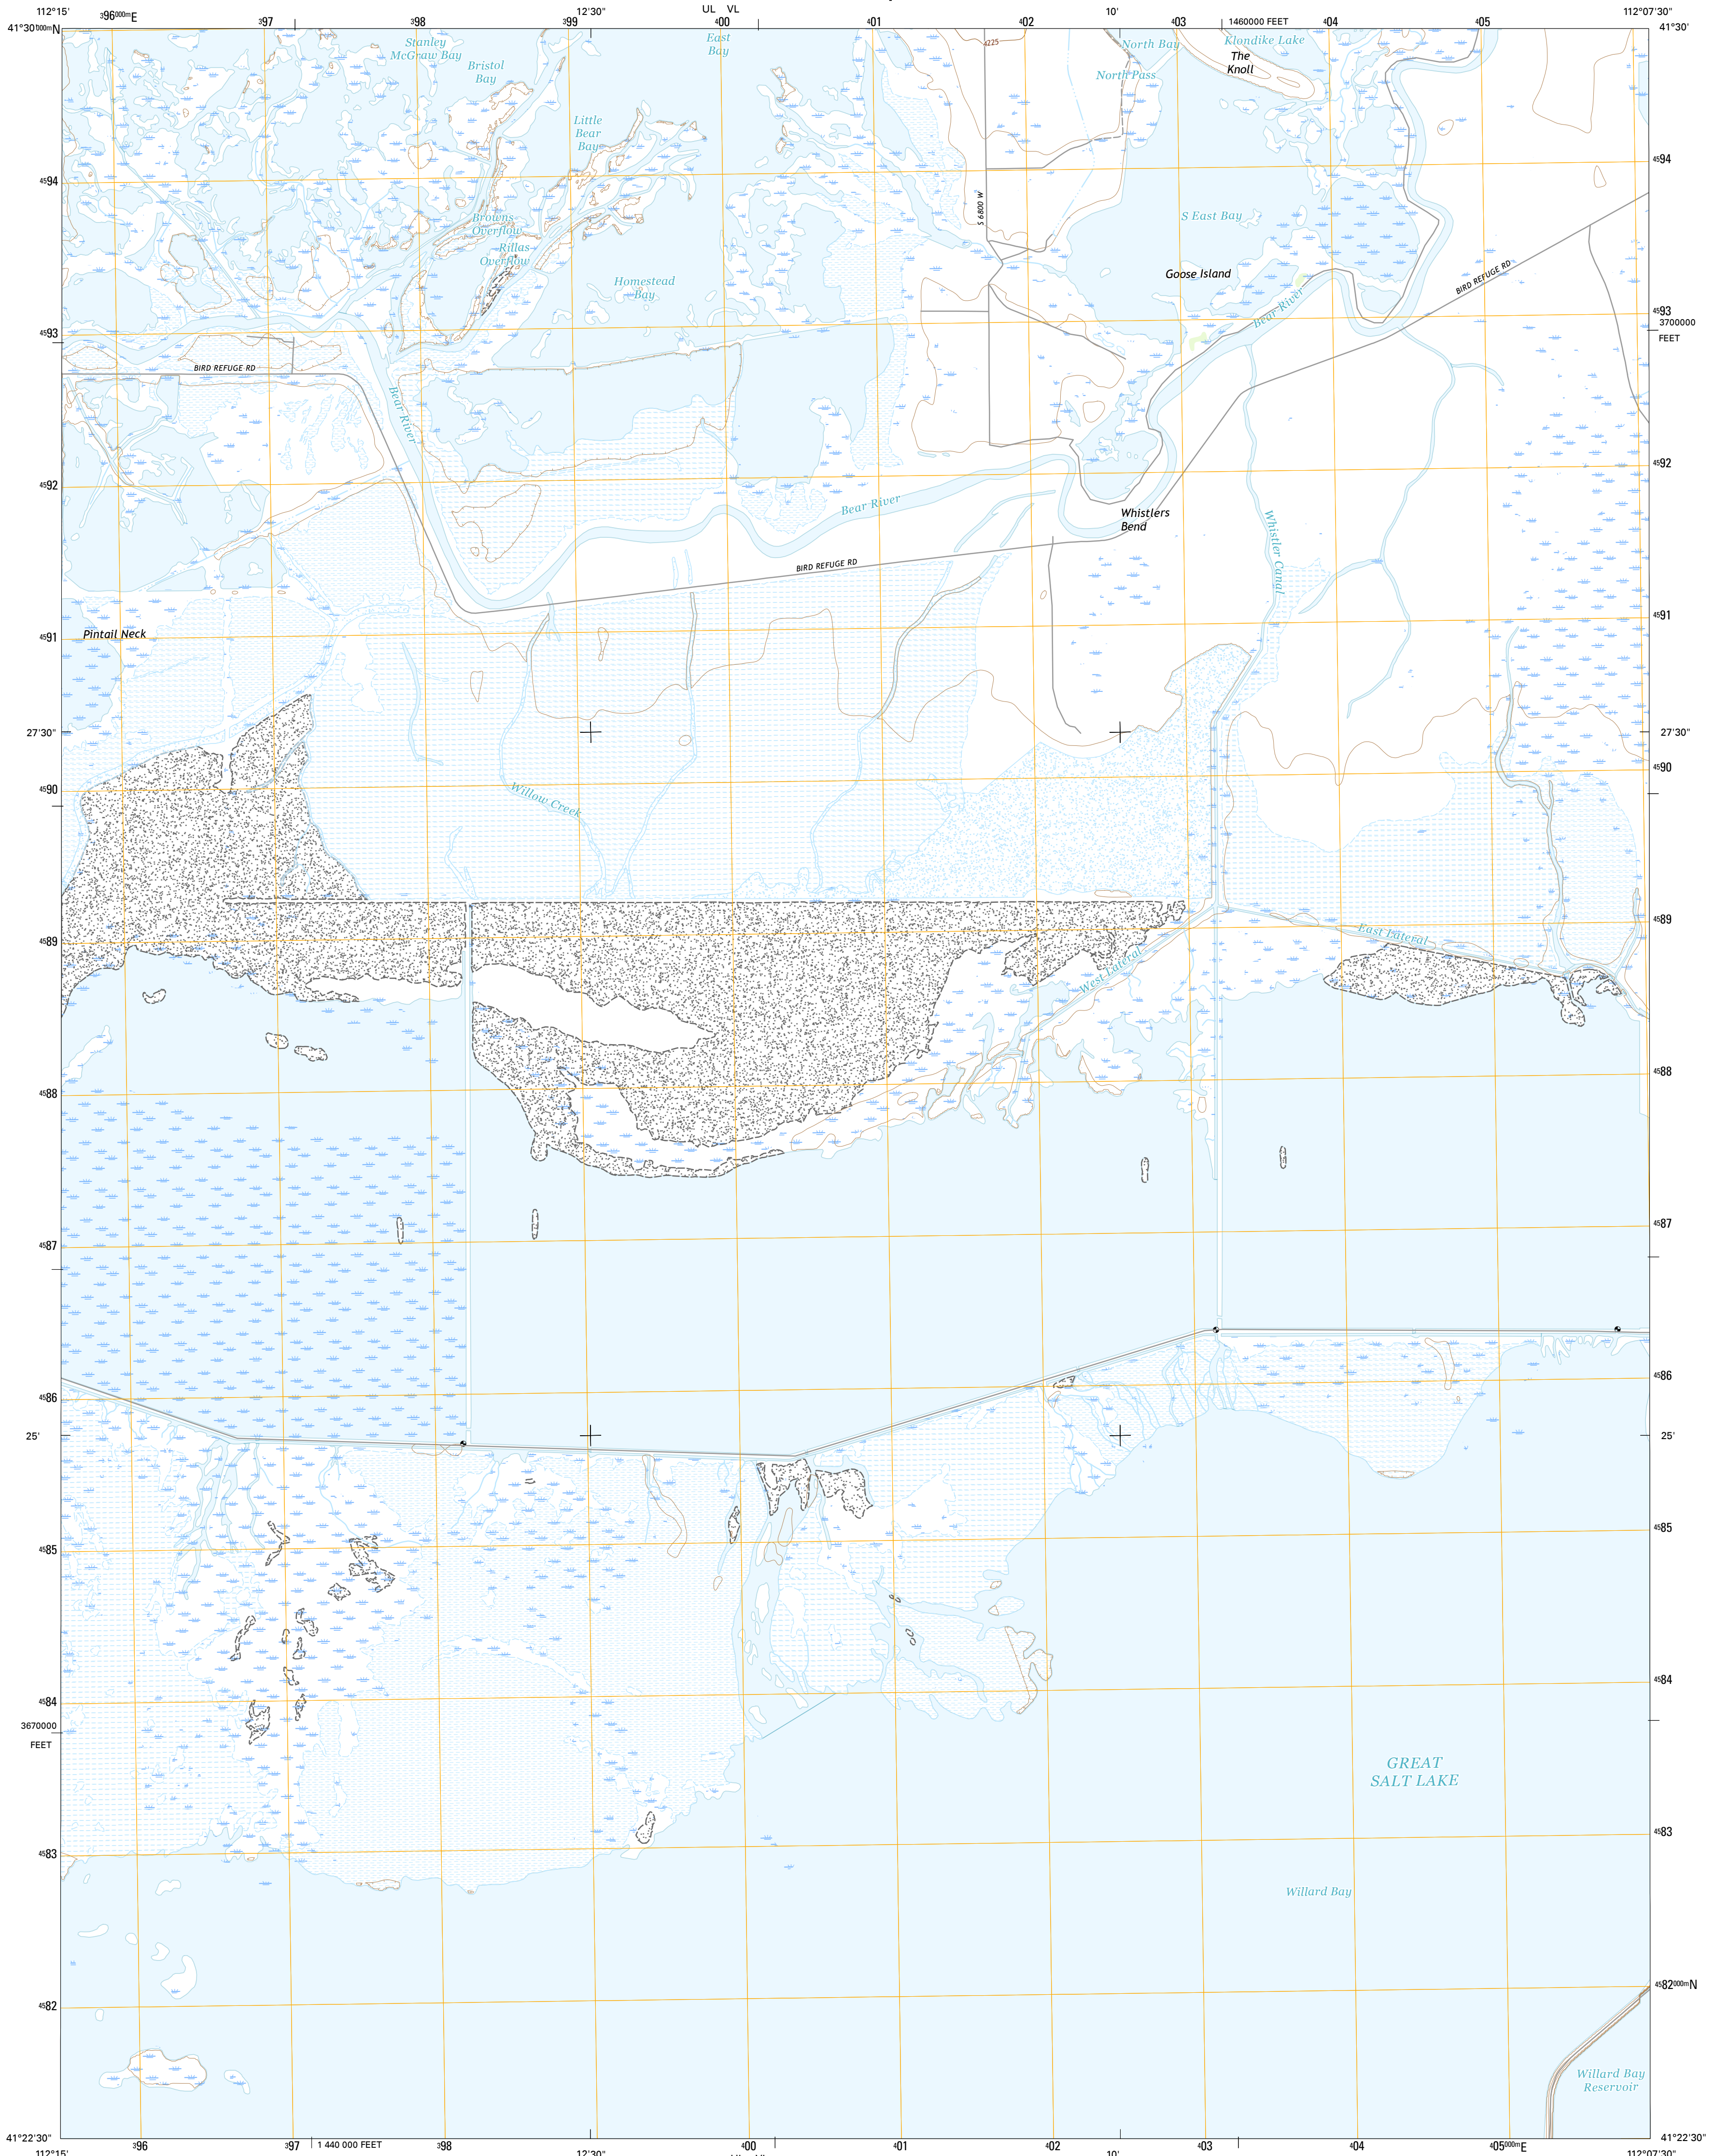 112°15'
396000mE
397
398
399
12'30"
UL VL
400
401
402
10'
403
1460000 FEET
404
405
112°07'30"
41°30'
000m N
41°30'
Stanley
McGraw Bay
Bristol
Bay
East
Bay
4225
North Bay
Klondike Lake
The
Knoll
North Pass
Little
Bear
Bay
4594
4594
S 6800 W
Browns
Overflow
Rillas
Overflow
S East Bay
Homestead
Bay
Goose Island
BIRD REFUGE RD
Bear River
4593
4593
3700000
FEET
BIRD REFUGE RD
Bear River
4592
4592
Bear River
Whistlers
Bend
Whistler Canal
BIRD REFUGE RD
4591
4591
Pintail Neck
27'30"
27'30"
4590
4590
Willow Creek
4589
4589
East Lateral
West Lateral
4588
4588
4587
4587
4586
4586
25'
25'
4585
4585
4584
4584
3670000
FEET
GREAT
SALT LAKE
4583
4583
Willard Bay
4582
4582000m N
Willard Bay
Reservoir
41°22'30"
41°22'30"
112°15'
396
397
1 440 000 FEET
398
12'30"
400
401
402
10'
403
404
405000m E
112°07'30"